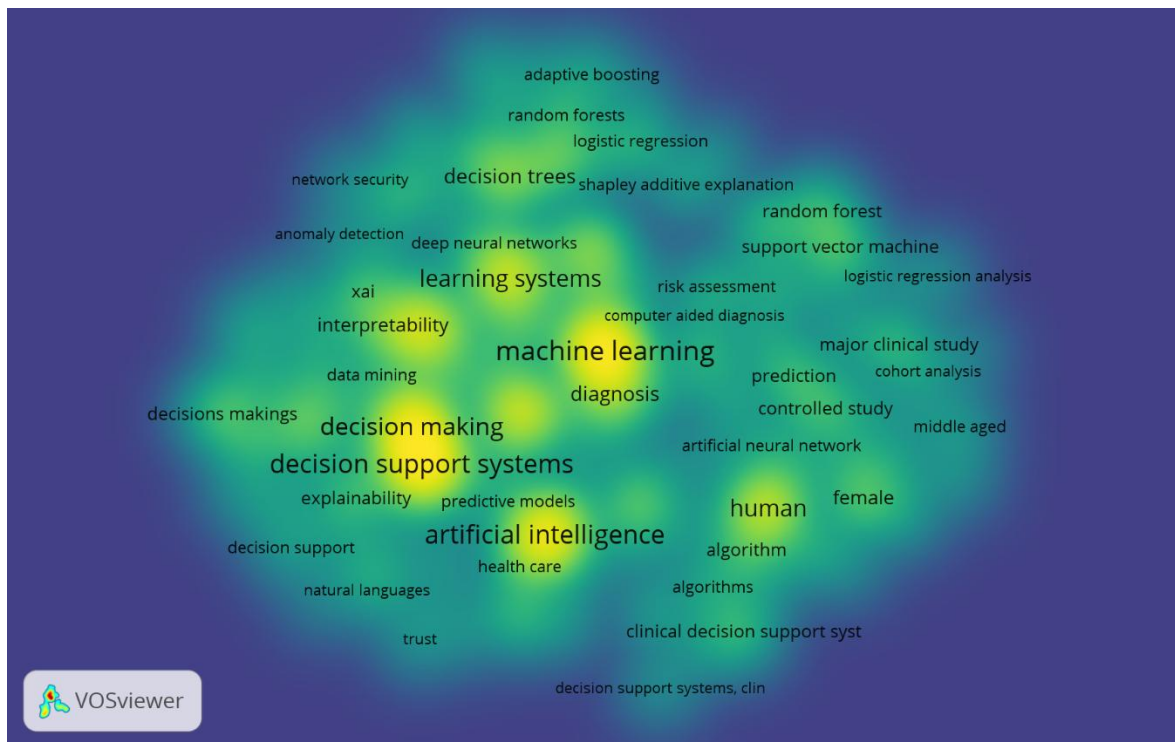 adaptive boosting
random forests
logistic regression
network security
decision trees
shapley additive explanation
random forest
anomaly detection
deep neural networks
support vector machine
learning systems
logistic regression analysis
xai
risk assessment
interpretability
computer aided diagnosis
machine learning
major clinical study
data mining
prediction
cohort analysis
diagnosis
decisions makings
controlled study
decision making
middle aged
artificial neural network
decision support systems
explainability
predictive models
human
female
artificial intelligence
decision support
algorithm
health care
natural languages
algorithms
trust
clinical decision support syst
decision support systems, clin
VOSviewer